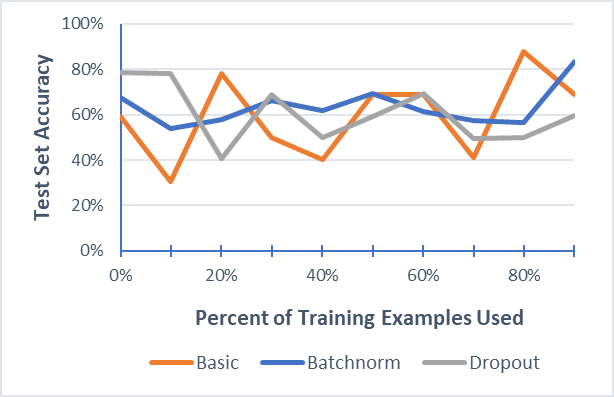 100%
80%
60%
40%
20%
0%
Test Set Accuracy
0% 20% 40% 60% 80%
Percent of Training Examples Used
Basic Batchnorm Dropout